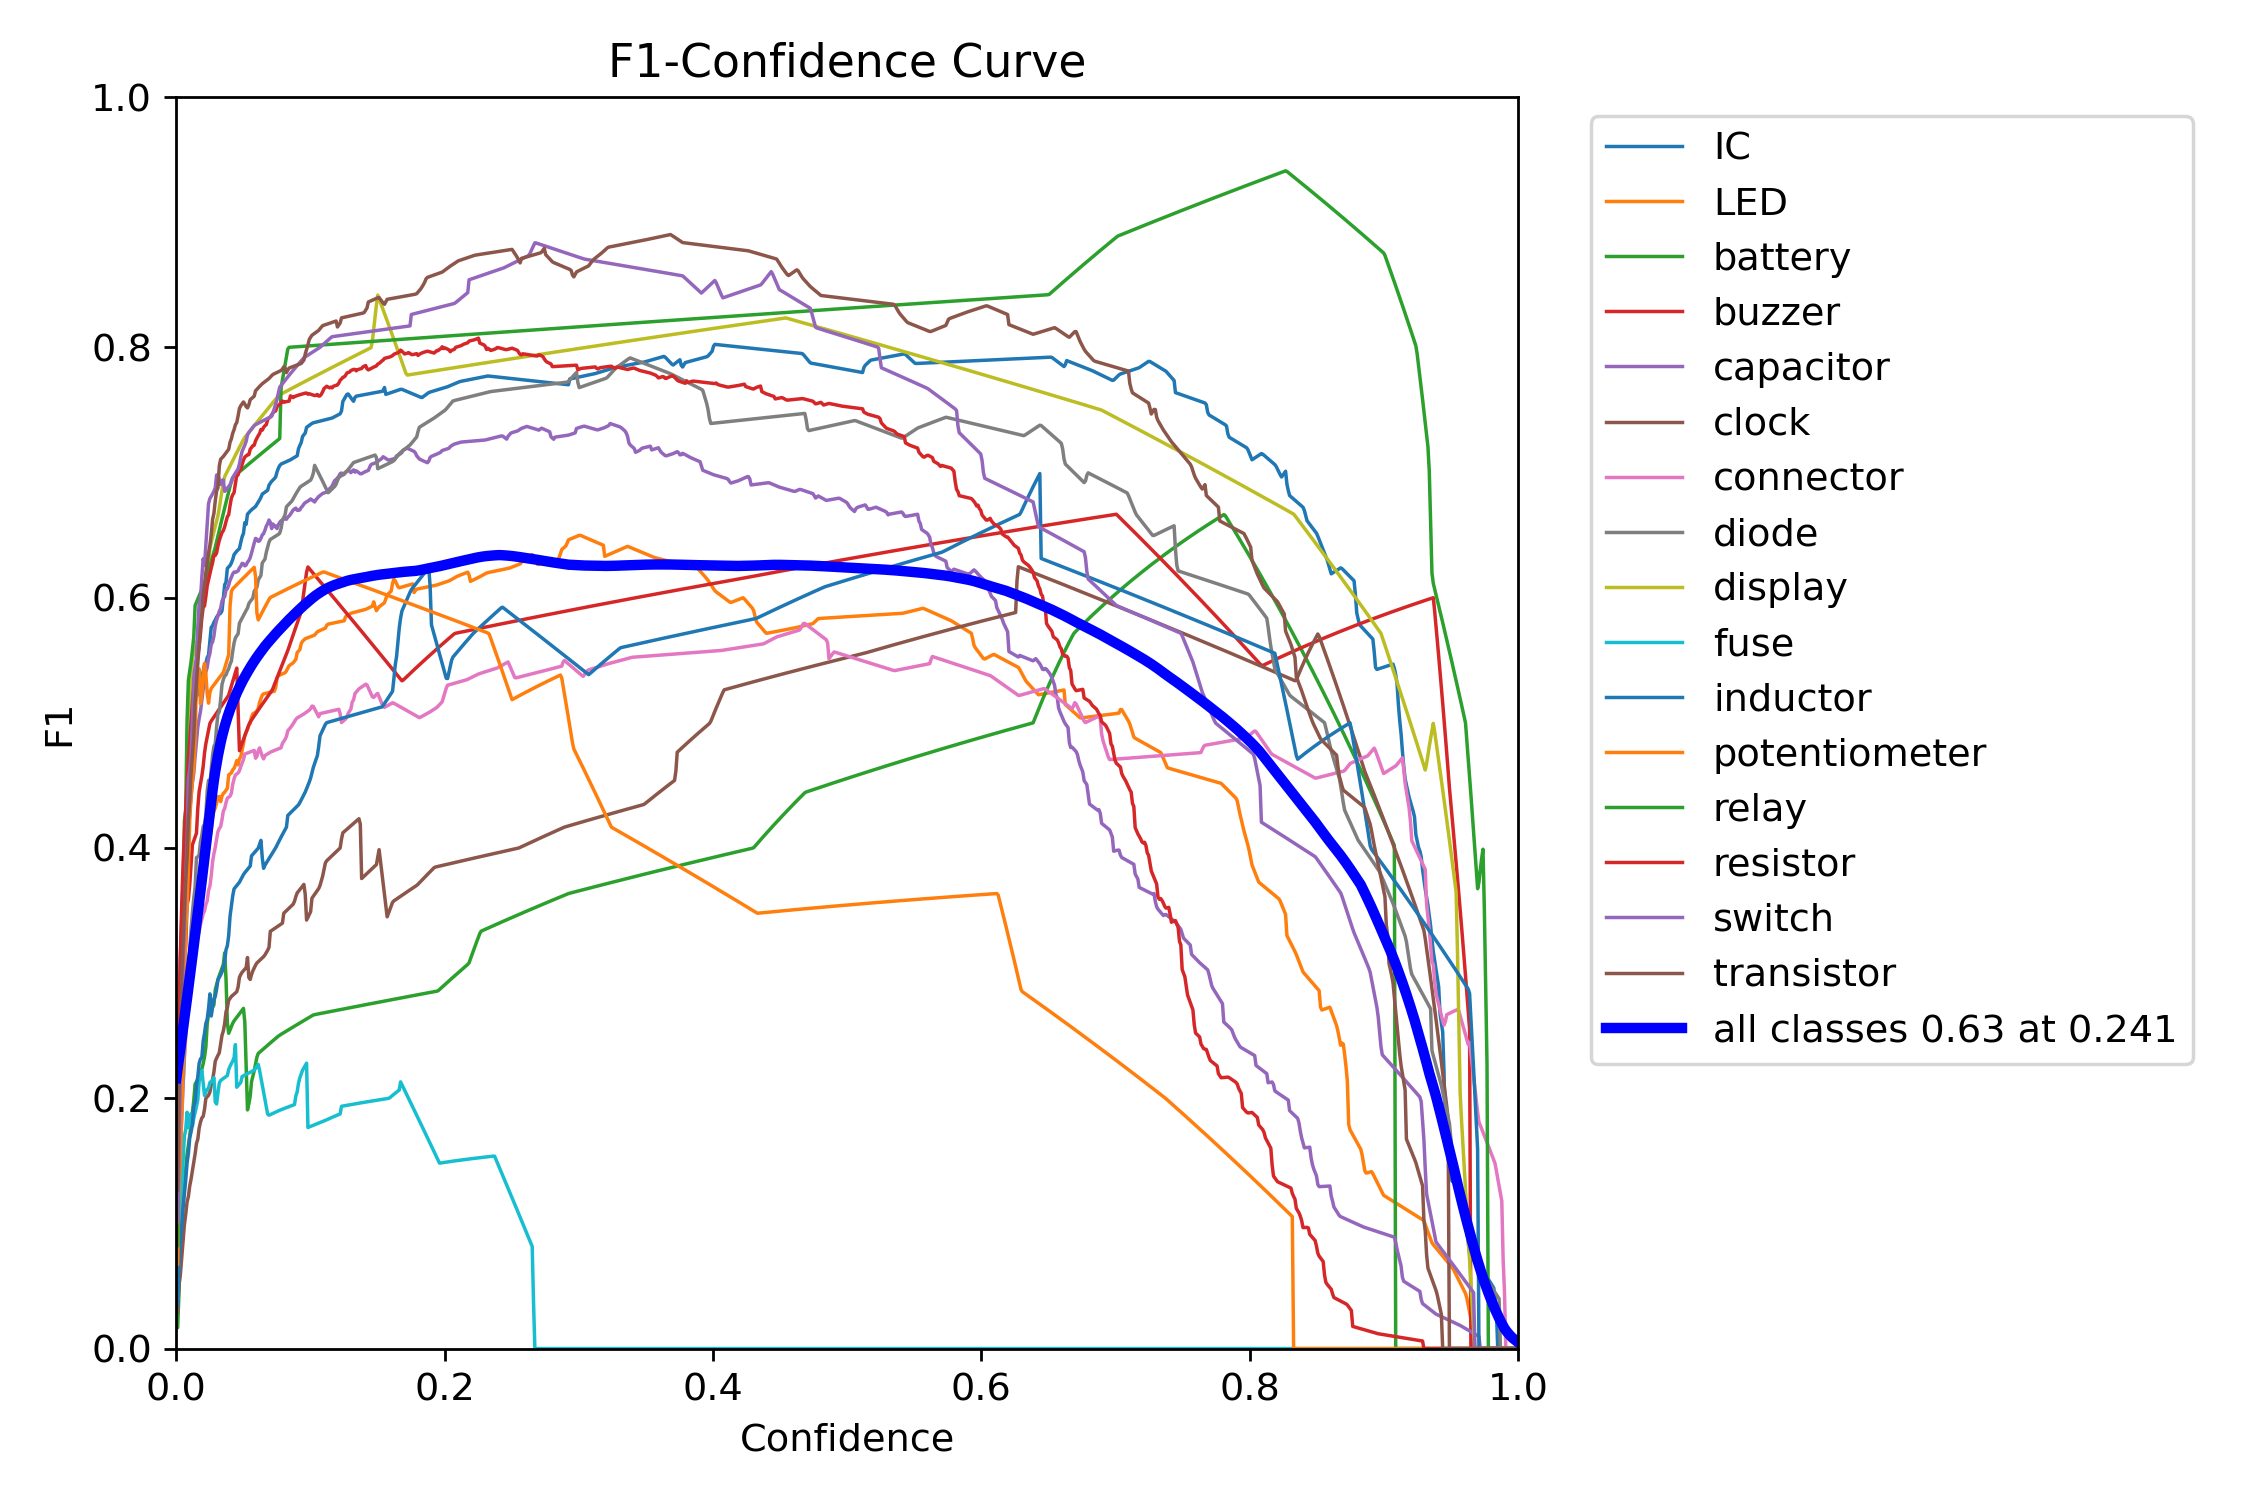 F1-Confidence Curve
1.0
0.8
0.6
0.4
0.2
0.0
F1
0.0 0.2 0.4 0.6 0.8 1.0
Confidence
IC
LED
battery
buzzer
capacitor
clock
connector
diode
display
fuse
inductor
potentiometer
relay
resistor
switch
transistor
all classes 0.63 at 0.241